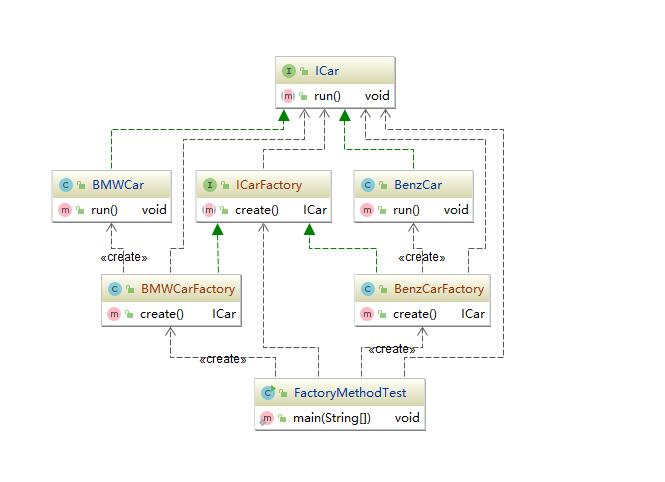 ICar
run() void
BMWCar
ICarFactory
BenzCar
run() void
create() ICar
run() void
«create»
«create»
BMWCarFactory
BenzCarFactory
create() ICar
create() ICar
«create»
«create»
FactoryMethodTest
main(String[]) void